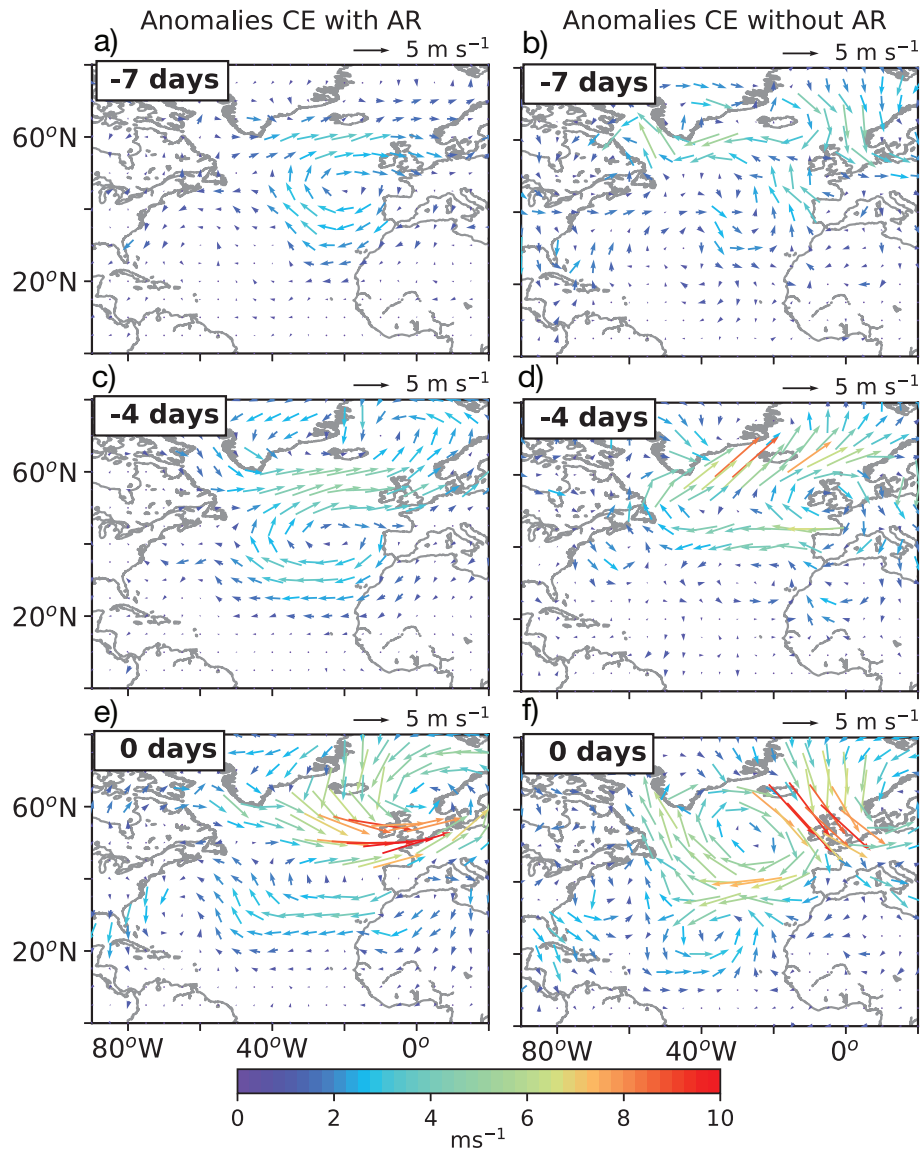 Anomalies CE with AR
Anomalies CE without AR
a)
5 m s⁻¹
b)
5 m s⁻¹
-7 days
-7 days
60°N
20°N
c)
5 m s⁻¹
d)
5 m s⁻¹
-4 days
-4 days
60°N
20°N
e)
5 m s⁻¹
f)
5 m s⁻¹
0 days
0 days
60°N
20°N
80°W 40°W 0° 80°W 40°W 0°
0 2 4 6 8 10
ms⁻¹